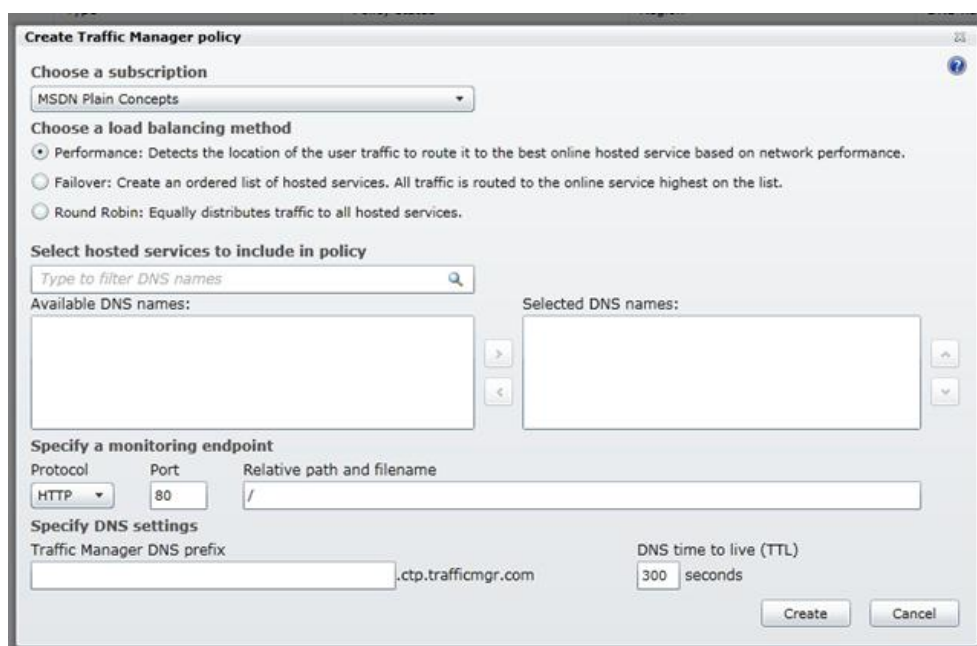 Create Traffic Manager policy
Choose a subscription
MSDN Plain Concepts
Choose a load balancing method
Performance: Detects the location of the user traffic to route it to the best online hosted service based on network performance.
Failover: Create an ordered list of hosted services. All traffic is routed to the online service highest on the list.
Round Robin: Equally distributes traffic to all hosted services.
Select hosted services to include in policy
Type to filter DNS names
Available DNS names: Selected DNS names:
Specify a monitoring endpoint
Protocol Port Relative path and filename
HTTP 80 /
Specify DNS settings
Traffic Manager DNS prefix DNS time to live (TTL)
.ctp.trafficmgr.com 300 seconds
Create Cancel